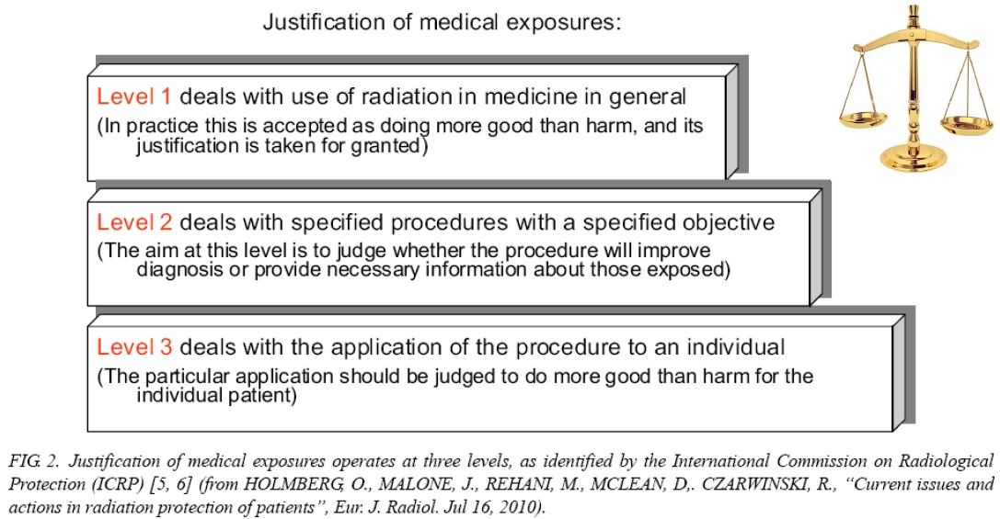 Justification of medical exposures:
Level 1 deals with use of radiation in medicine in general
(In practice this is accepted as doing more good than harm, and its
justification is taken for granted)
Level 2 deals with specified procedures with a specified objective
(The aim at this level is to judge whether the procedure will improve
diagnosis or provide necessary information about those exposed)
Level 3 deals with the application of the procedure to an individual
(The particular application should be judged to do more good than harm for the
individual patient)
FIG. 2. Justification of medical exposures operates at three levels, as identified by the International Commission on Radiological
Protection (ICRP) [5, 6] (from HOLMBERG, O., MALONE, J., REHANI, M., MCLEAN, D,. CZARWINSKI, R., “Current issues and
actions in radiation protection of patients”, Eur. J. Radiol. Jul 16, 2010).